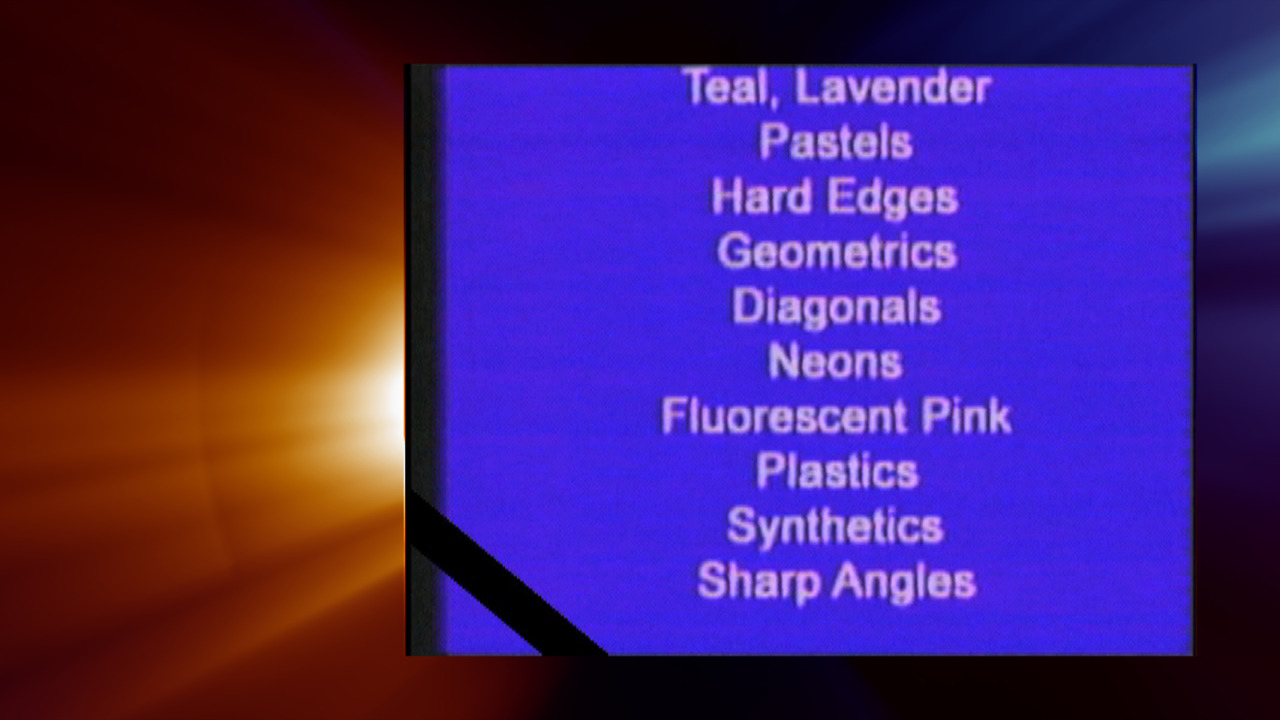 Teal, Lavender
Pastels
Hard Edges
Geometrics
Diagonals
Neons
Fluorescent Pink
Plastics
Synthetics
Sharp Angles